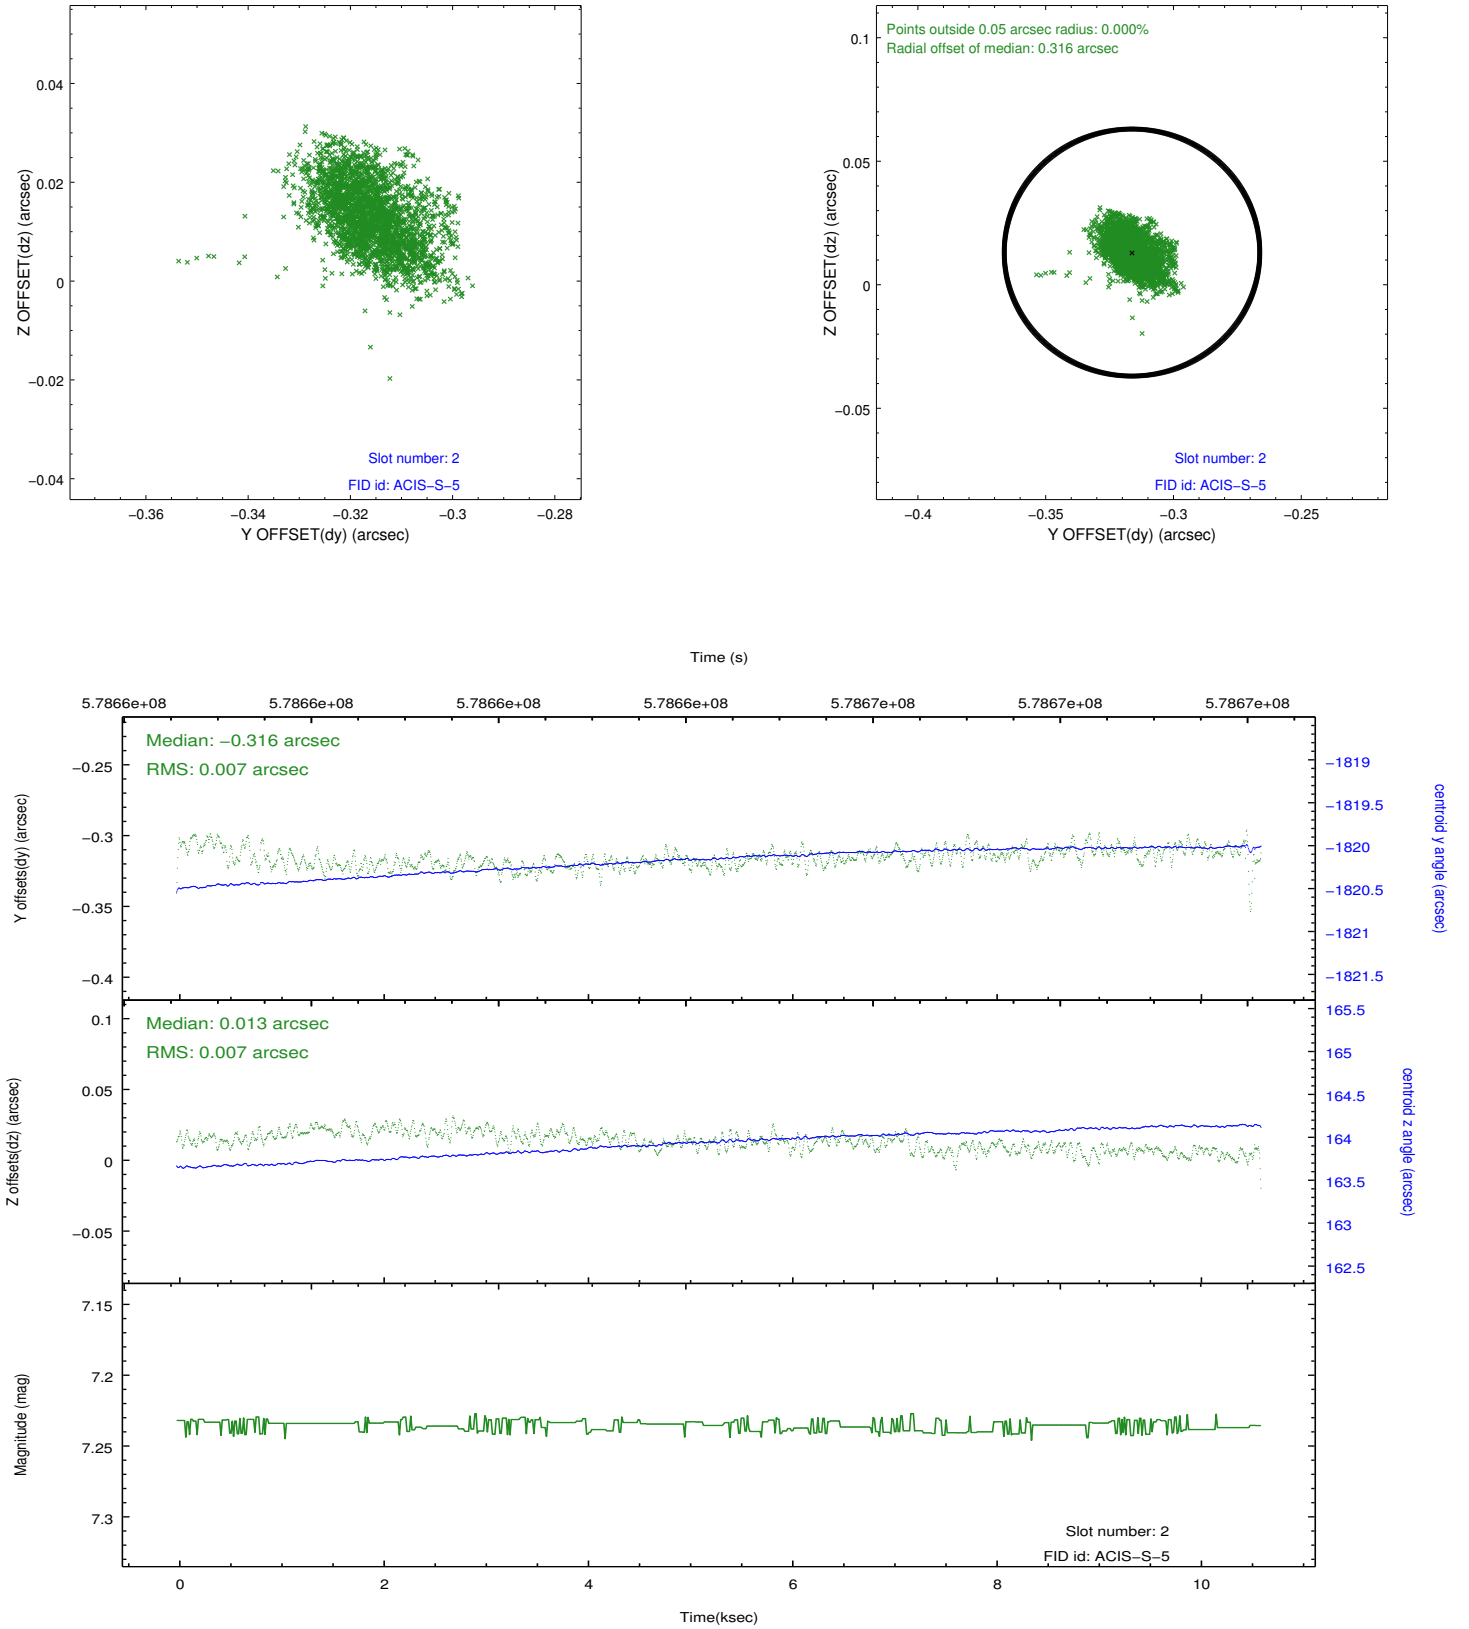 0.04
0.02
0
−0.02
−0.04
Z OFFSET(dz) (arcsec)
Slot number: 2
FID id: ACIS−S−5
−0.36
−0.34
−0.32
−0.3
−0.28
Y OFFSET(dy) (arcsec)
Points outside 0.05 arcsec radius: 0.000%
Radial offset of median: 0.316 arcsec
0.1
0.05
0
−0.05
Z OFFSET(dz) (arcsec)
Slot number: 2
FID id: ACIS−S−5
−0.4
−0.35
−0.3
−0.25
Y OFFSET(dy) (arcsec)
Time (s)
5.7866e+08
5.7866e+08
5.7866e+08
5.7866e+08
5.7867e+08
5.7867e+08
5.7867e+08
Median: −0.316 arcsec
RMS: 0.007 arcsec
−0.25
−0.3
−0.35
−0.4
Y offsets(dy) (arcsec)
−1819
−1819.5
−1820
−1820.5
−1821
−1821.5
centroid y angle (arcsec)
Median: 0.013 arcsec
RMS: 0.007 arcsec
0.1
0.05
0
−0.05
Z offsets(dz) (arcsec)
165.5
165
164.5
164
163.5
163
162.5
centroid z angle (arcsec)
7.15
7.2
7.25
7.3
Magnitude (mag)
Slot number: 2
FID id: ACIS−S−5
0
2
4
6
8
10
Time(ksec)